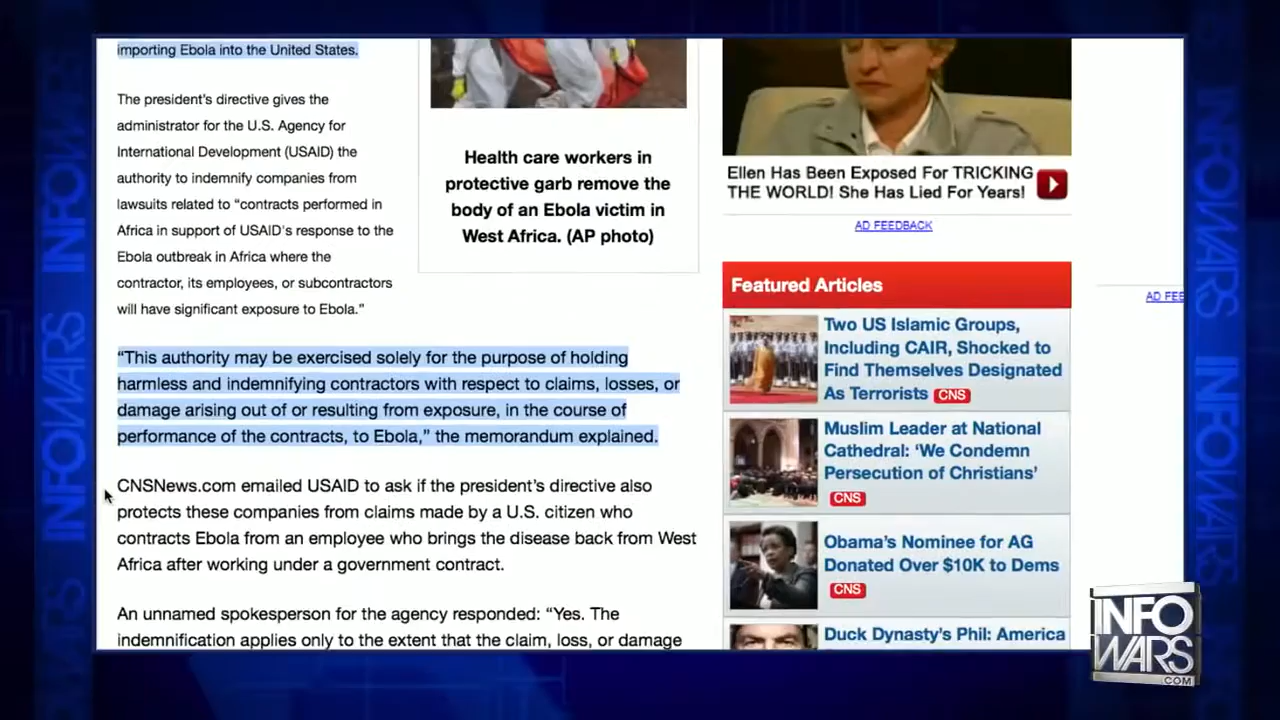 importing Ebola into the United States.
The president's directive gives the
administrator for the U.S. Agency for
International Development (USAID) the
authority to indemnify companies from
lawsuits related to “contracts performed in
Africa in support of USAID's response to the
Ebola outbreak in Africa where the
contractor, its employees, or subcontractors
will have significant exposure to Ebola.”
“This authority may be exercised solely for the purpose of holding
harmless and indemnifying contractors with respect to claims, losses, or
damage arising out of or resulting from exposure, in the course of
performance of the contracts, to Ebola,” the memorandum explained.
CNSNews.com emailed USAID to ask if the president's directive also
protects these companies from claims made by a U.S. citizen who
contracts Ebola from an employee who brings the disease back from West
Africa after working under a government contract.
An unnamed spokesperson for the agency responded: “Yes. The
indemnification applies only to the extent that the claim, loss, or damage
Health care workers in
protective garb remove the
body of an Ebola victim in
West Africa. (AP photo)
Ellen Has Been Exposed For TRICKING
THE WORLD! She Has Lied For Years!
AD FEEDBACK
Featured Articles
Two US Islamic Groups,
Including CAIR, Shocked to
Find Themselves Designated
As Terrorists CNS
Muslim Leader at National
Cathedral: ‘We Condemn
Persecution of Christians’
CNS
Obama's Nominee for AG
Donated Over $10K to Dems
CNS
Duck Dynasty's Phil: America
AD FEE
INFOWARS
INFOWARS
INFO
WARS
.COM